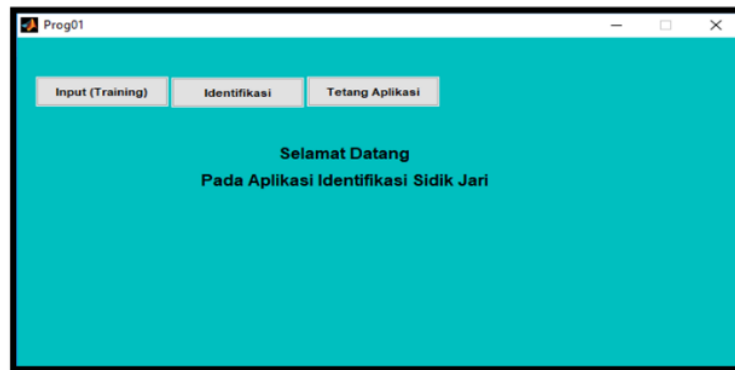 Prog01
Input (Training) Identifikasi Tetang Aplikasi
Selamat Datang
Pada Aplikasi Identifikasi Sidik Jari